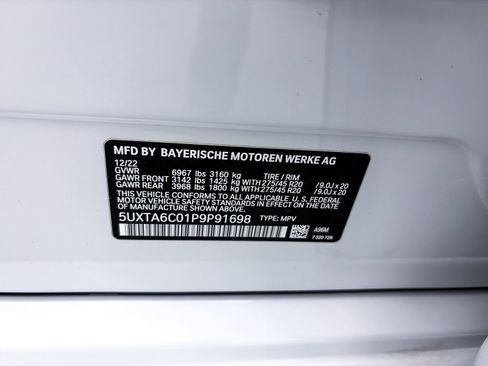 MFD BY BAYERISCHE MOTOREN WERKE AG
12/22
GVWR 6967 lbs 3160 kg TIRE / RIM
GAWR FRONT 3142 lbs 1425 kg WITH 275/45 R20 / 9.0J x 20
GAWR REAR 3968 lbs 1800 kg WITH 275/45 R20 / 9.0J x 20
THIS VEHICLE CONFORMS TO ALL APPLICABLE U. S. FEDERAL
MOTOR VEHICLE SAFETY STANDARDS IN
EFFECT ON THE DATE OF MANUFACTURE SHOWN ABOVE.
5UXTA6C01P9P91698 TYPE: MPV
A96M
7 320 729